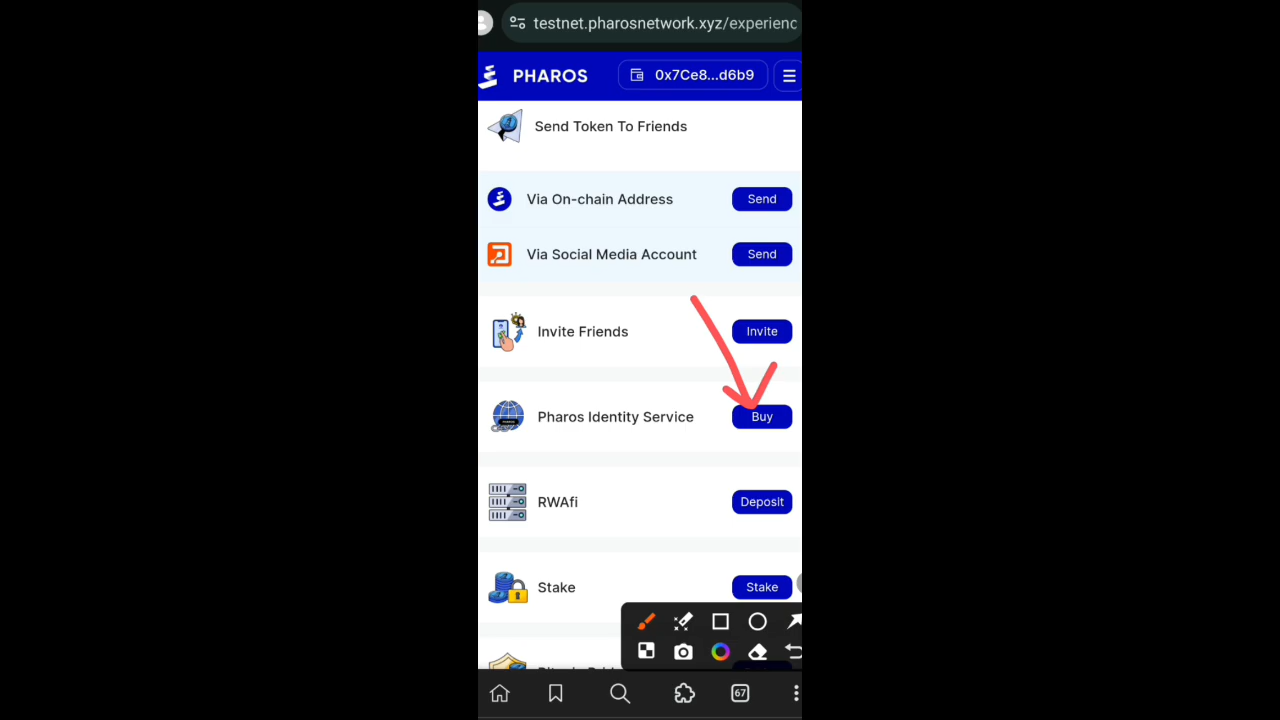 testnet.pharosnetwork.xyz/experienc
PHAROS
0x7Ce8...d6b9
Send Token To Friends
Via On-chain Address
Send
Via Social Media Account
Send
Invite Friends
Invite
Pharos Identity Service
Buy
RWAfi
Deposit
Stake
Stake
67